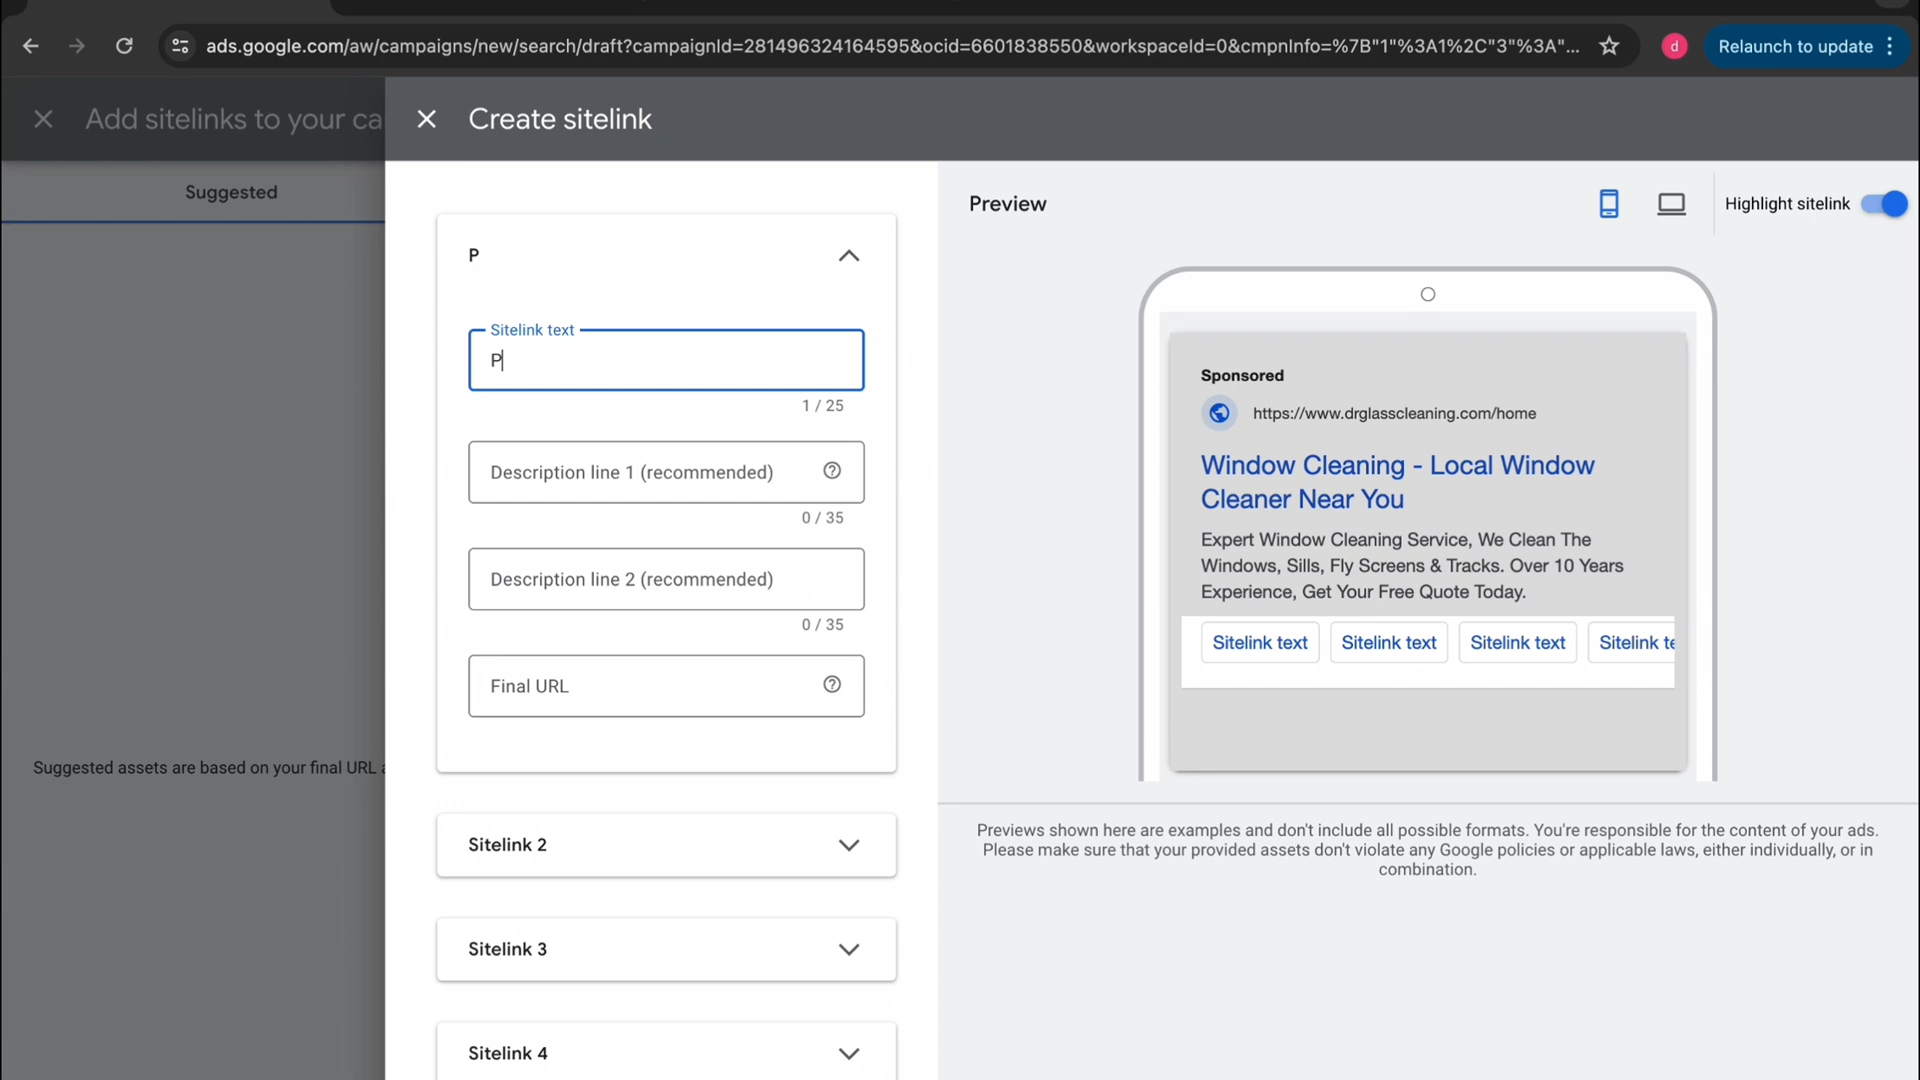 ads.google.com/aw/campaigns/new/search/draft?campaignId=281496324164595&ocid=6601838550&workspaceId=0&cmpnInfo=%7B"1"%3A1%2C"3"%3A"...
d
Relaunch to update
Add sitelinks to your ca
Create sitelink
Suggested
Preview
Highlight sitelink
P
Sitelink text
P
1 / 25
Description line 1 (recommended)
0 / 35
Description line 2 (recommended)
0 / 35
Final URL
Sponsored
https://www.drglasscleaning.com/home
Window Cleaning - Local Window
Cleaner Near You
Expert Window Cleaning Service, We Clean The
Windows, Sills, Fly Screens & Tracks. Over 10 Years
Experience, Get Your Free Quote Today.
Sitelink text Sitelink text Sitelink text Sitelink te
Suggested assets are based on your final URL a
Previews shown here are examples and don't include all possible formats. You're responsible for the content of your ads.
Please make sure that your provided assets don't violate any Google policies or applicable laws, either individually, or in
combination.
Sitelink 2
Sitelink 3
Sitelink 4